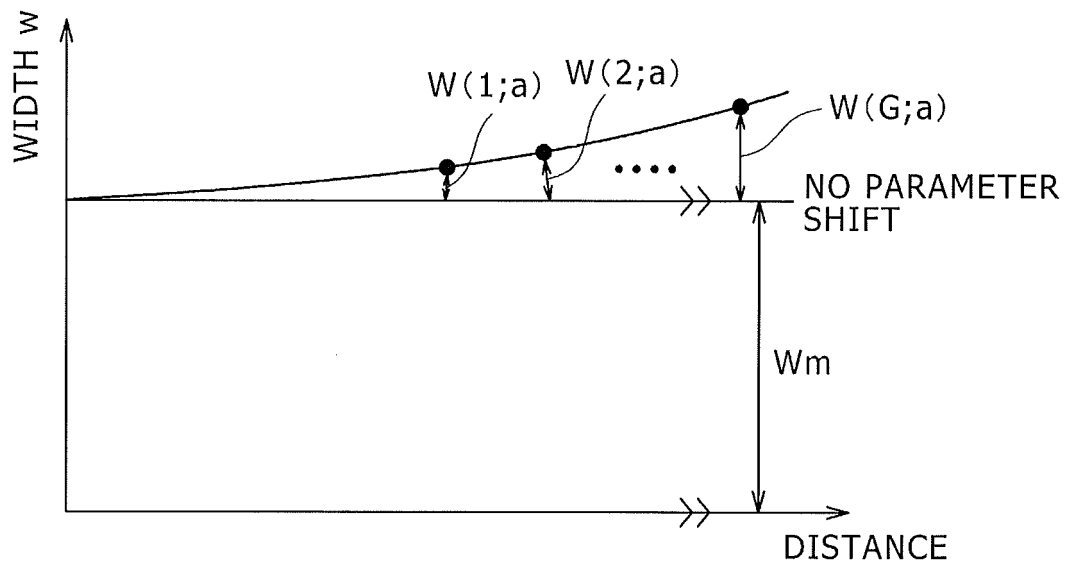 WIDTH w
W(1;a)
W(2;a)
W(G;a)
NO PARAMETER
SHIFT
Wm
DISTANCE